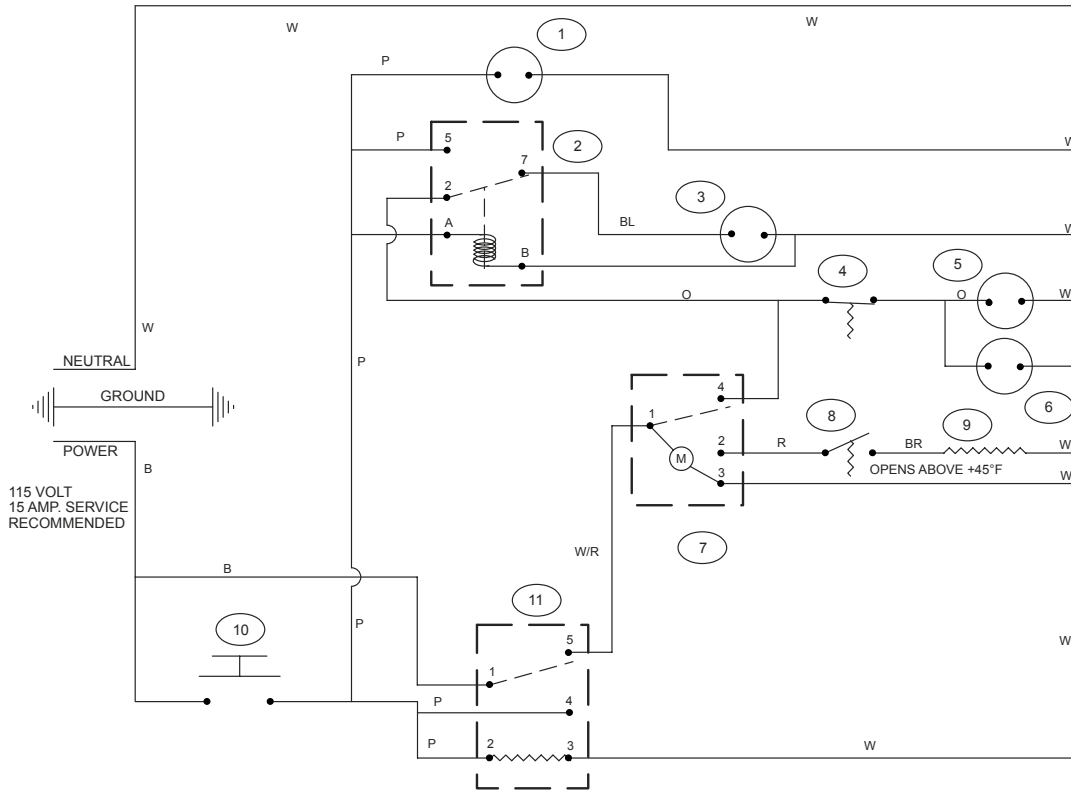 W
W
1
P
P
5
7
2
W
2
3
A
BL
B
W
4
5
O
O
W
W
P
NEUTRAL
GROUND
4
6
1
8
9
POWER
2
R
BR
W
M
B
3
OPENS ABOVE +45°F
W
115 VOLT
15 AMP. SERVICE
RECOMMENDED
7
W/R
B
11
10
P
5
W
1
P
4
P
2
3
W